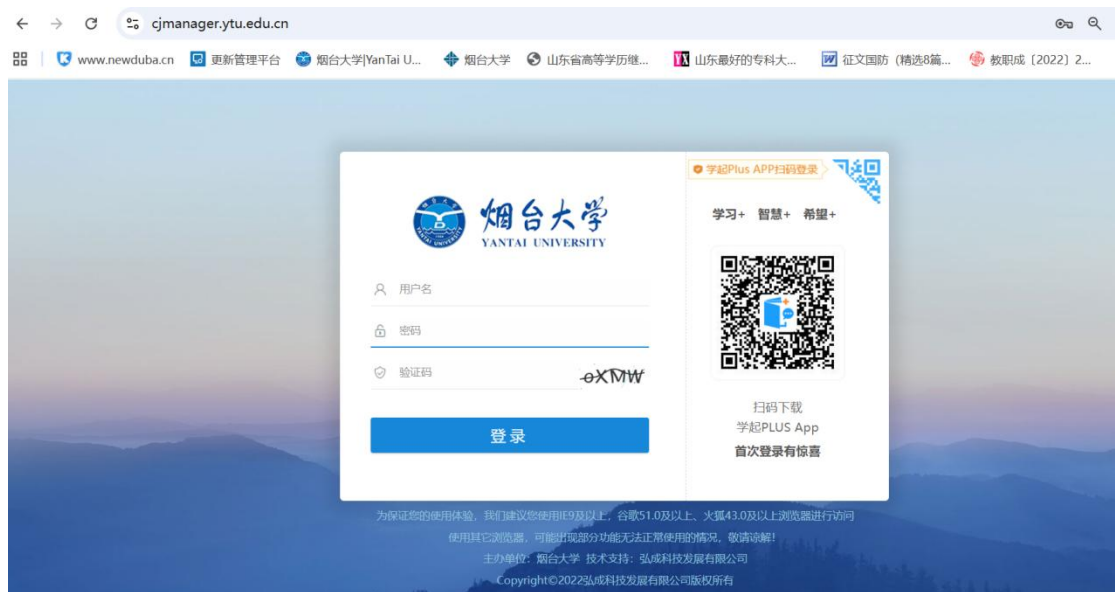 cjmanager.ytu.edu.cn
www.newduba.cn 更新管理平台 烟台大学|YanTai U... 烟台大学 山东省高等学历继... 山东最好的专科大... 征文国防（精选8篇... 教职成〔2022〕2...
烟台大学
YANTAI UNIVERSITY
用户名
密码
验证码
oXMW
登录
学起Plus APP扫码登录
学习+ 智慧+ 希望+
扫码下载
学起PLUS App
首次登录有惊喜
为保证您的使用体验，我们建议您使用IE9及以上，谷歌51.0及以上、火狐43.0及以上浏览器进行访问
使用其它浏览器，可能出现部分功能无法正常使用的情况，敬请谅解！
主办单位：烟台大学 技术支持：弘成科技发展有限公司
Copyright©2022弘成科技发展有限公司版权所有